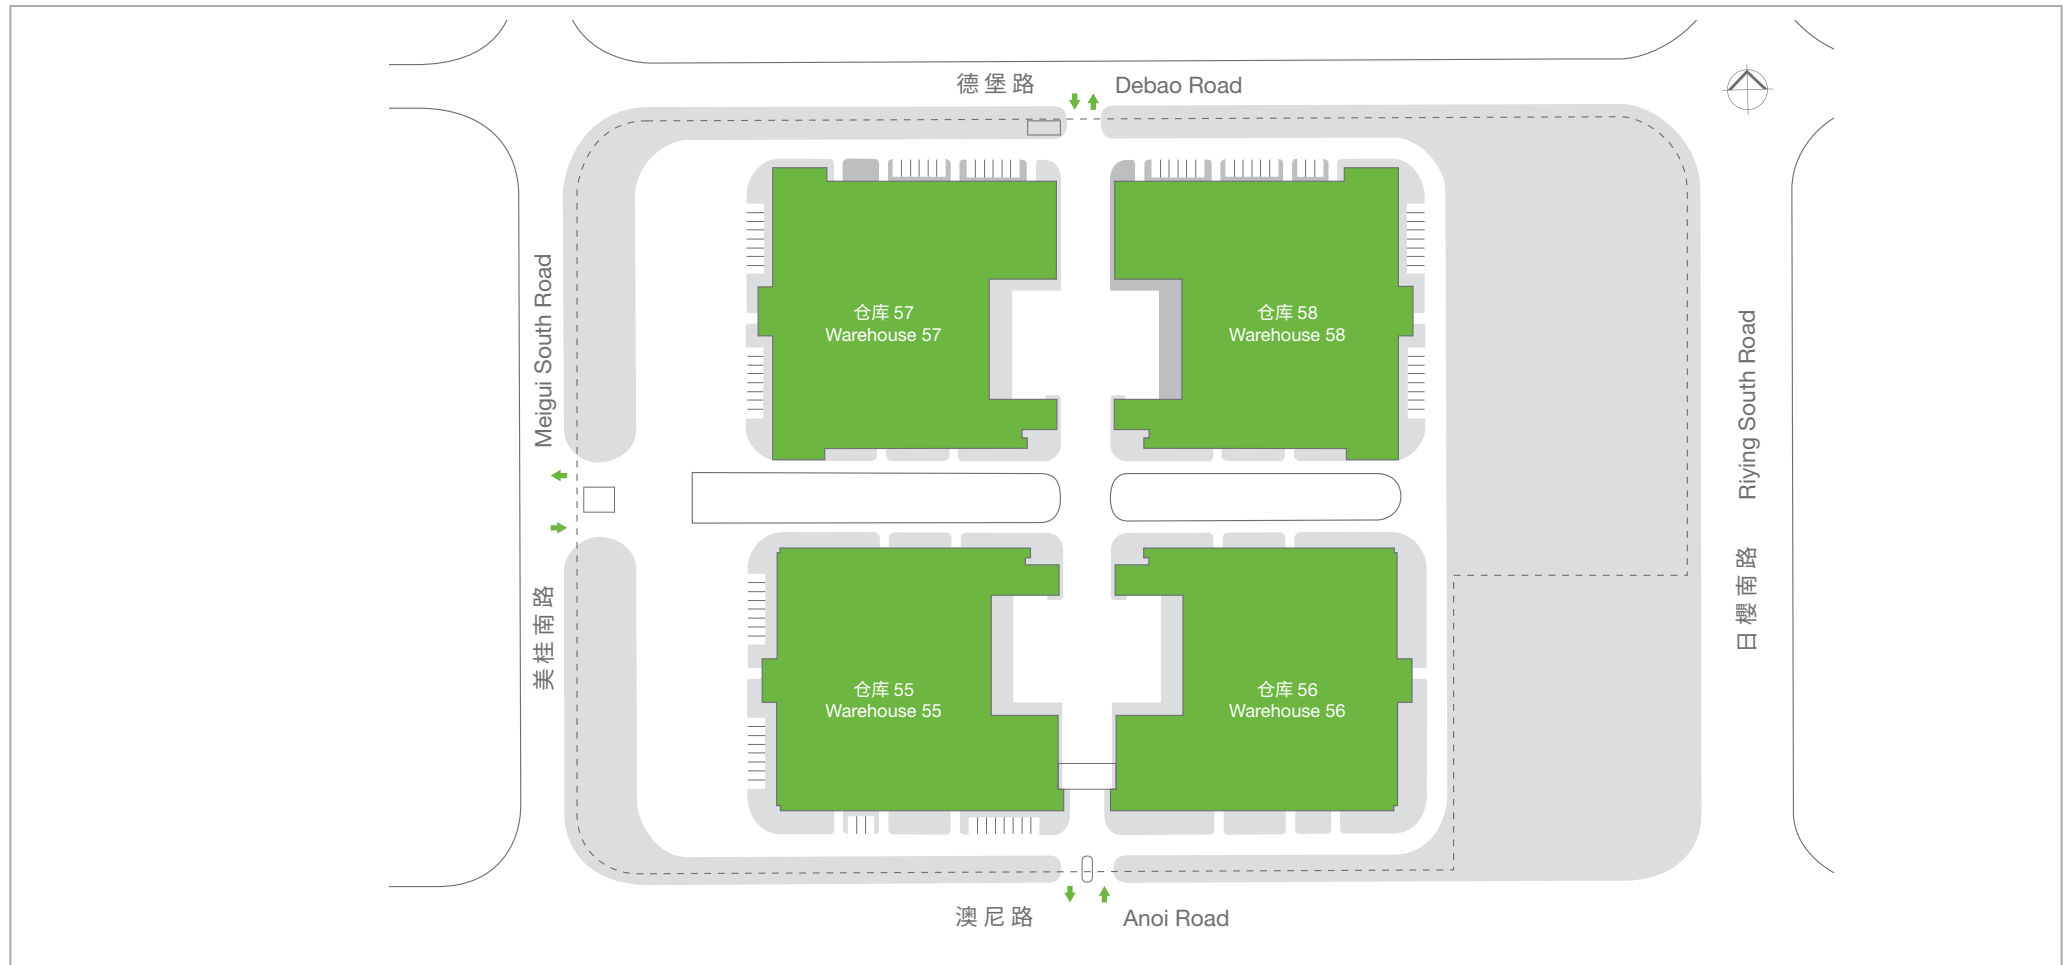 德堡路 Debao Road
Meigui South Road
美桂南路
Riying South Road
日櫻南路
仓库 57
Warehouse 57
仓库 58
Warehouse 58
仓库 55
Warehouse 55
仓库 56
Warehouse 56
澳尼路 Anoi Road